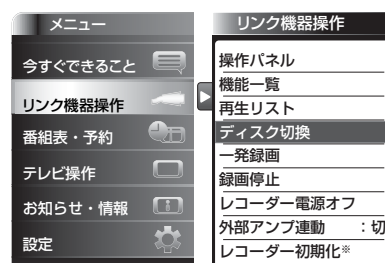 メニュー
今すぐできること
リンク機器操作
番組表・予約
テレビ操作
お知らせ・情報
設定
リンク機器操作
操作パネル
機能一覧
再生リスト
ディスク切換
一発録画
録画停止
レコーダー電源オフ
外部アンプ連動 :切
レコーダー初期化※